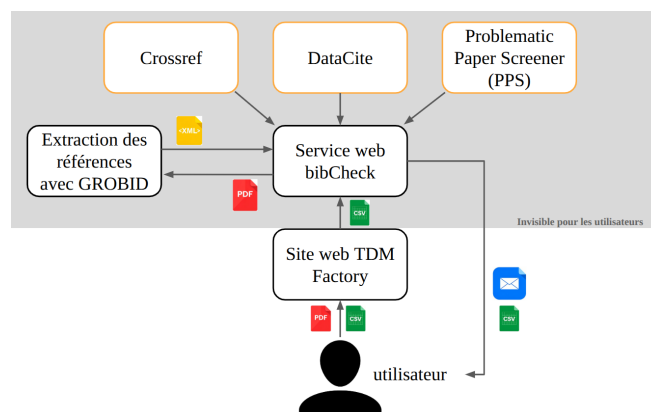 Crossref
DataCite
Problematic
Paper Screener
(PPS)
Extraction des
références
avec GROBID
<XML>
PDF
Service web
bibCheck
CSV
Invisible pour les utilisateurs
Site web TDM
Factory
PDF
CSV
CSV
utilisateur